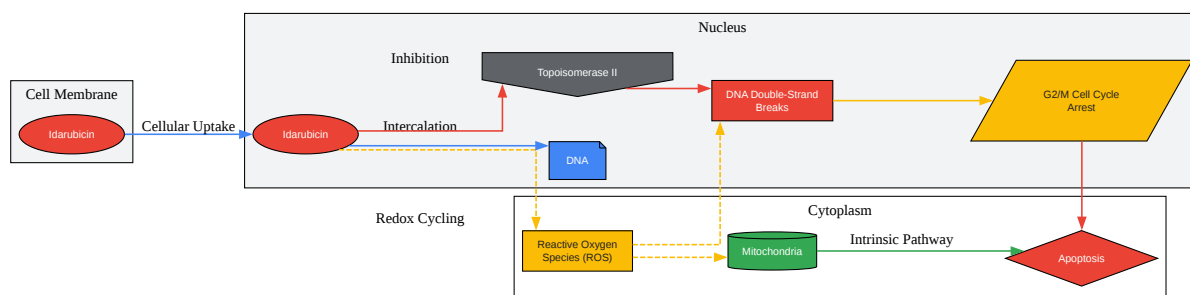 Nucleus
Inhibition
Topoisomerase II
Cell Membrane
Idarubicin
Cellular Uptake
Idarubicin
Intercalation
DNA Double-Strand
Breaks
G2/M Cell Cycle
Arrest
DNA
Redox Cycling
Cytoplasm
Reactive Oxygen
Species (ROS)
Mitochondria
Intrinsic Pathway
Apoptosis